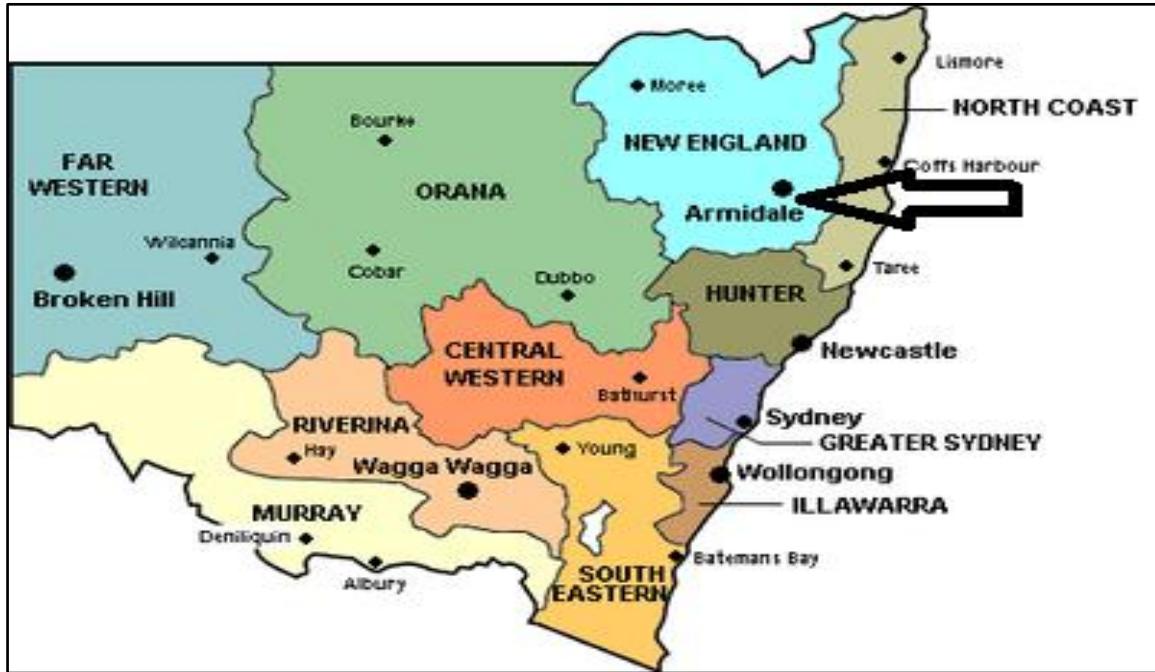 Lismore
Moree
NORTH COAST
Bourke
NEW ENGLAND
FAR
WESTERN
Coffs Harbour
ORANA
Armidale
Wilcannia
Cobar
Taree
Dubbo
Broken Hill
HUNTER
CENTRAL
WESTERN
Newcastle
Bathurst
RIVERINA
Sydney
GREATER SYDNEY
Hay
Young
Wagga Wagga
Wollongong
MURRAY
ILLAWARRA
Deniliquin
Batemans Bay
Albury
SOUTH
EASTERN